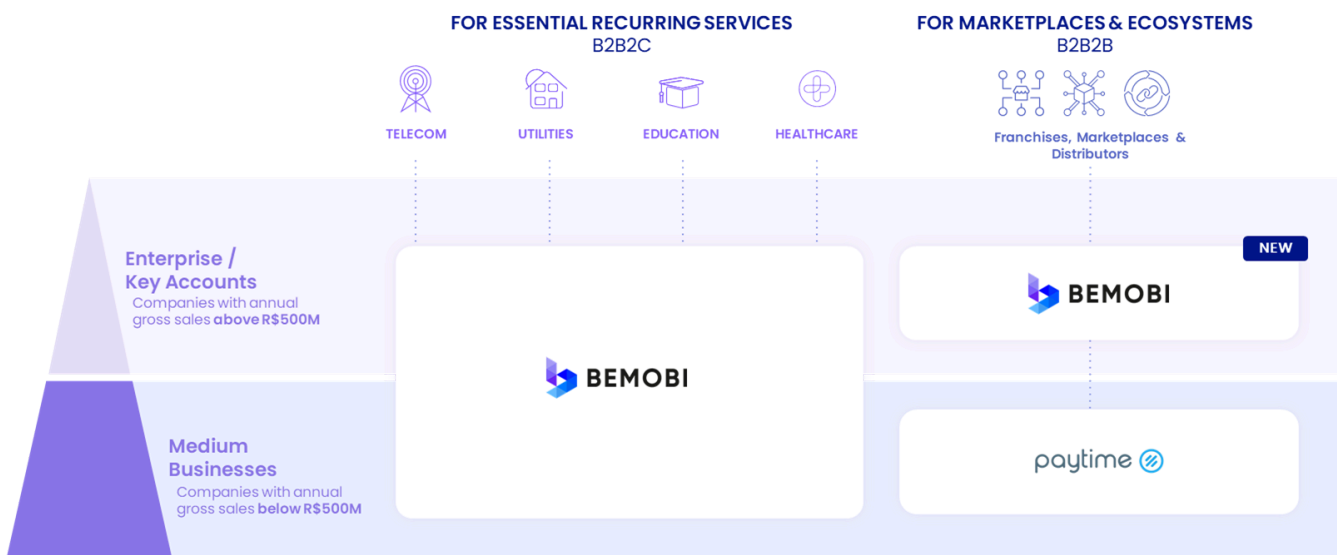 FOR ESSENTIAL RECURRING SERVICES
B2B2C
TELECOM
UTILITIES
EDUCATION
HEALTHCARE
FOR MARKETPLACES & ECOSYSTEMS
B2B2B
Franchises, Marketplaces &
Distributors
Enterprise /
Key Accounts
Companies with annual
gross sales above R$500M
BEMOBI
NEW
BEMOBI
Medium
Businesses
Companies with annual
gross sales below R$500M
paytime